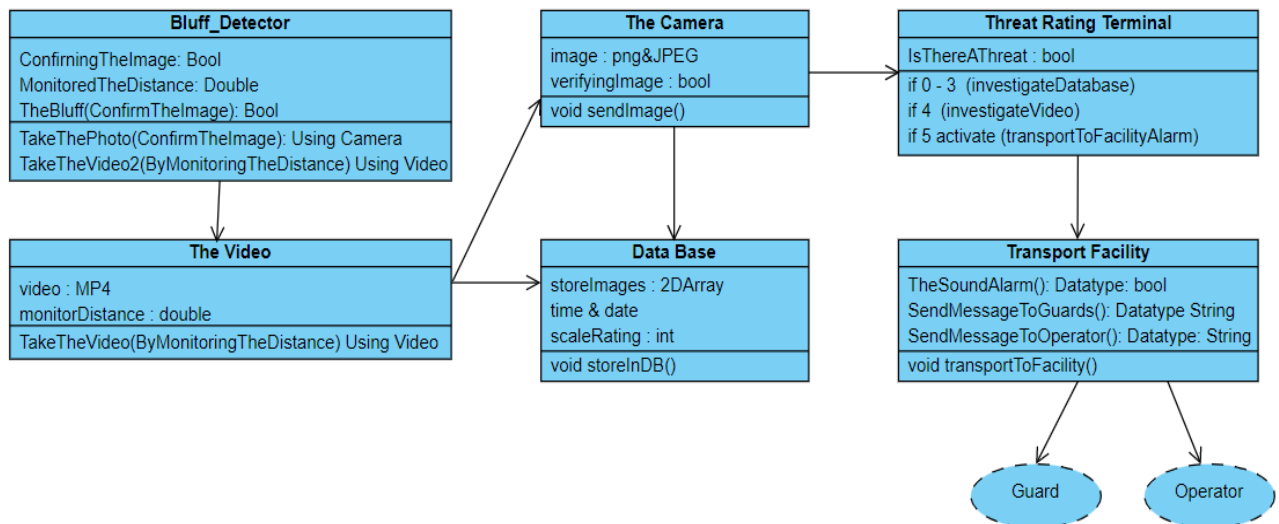 Bluff_Detector
ConfirningTheImage: Bool
MonitoredTheDistance: Double
TheBluff(ConfirmTheImage): Bool
TakeThePhoto(ConfirmTheImage): Using Camera
TakeTheVideo2(ByMonitoringTheDistance) Using Video
The Camera
image : png&JPEG
verifyingImage : bool
void sendImage()
Threat Rating Terminal
IsThereAThreat : bool
if 0 - 3 (investigateDatabase)
if 4 (investigateVideo)
if 5 activate (transportToFacilityAlarm)
The Video
video : MP4
monitorDistance : double
TakeTheVideo(ByMonitoringTheDistance) Using Video
Data Base
storeImages : 2DArray
time & date
scaleRating : int
void storeInDB()
Transport Facility
TheSoundAlarm(): Datatype: bool
SendMessageToGuards(): Datatype String
SendMessageToOperator(): Datatype: String
void transportToFacility()
Guard
Operator